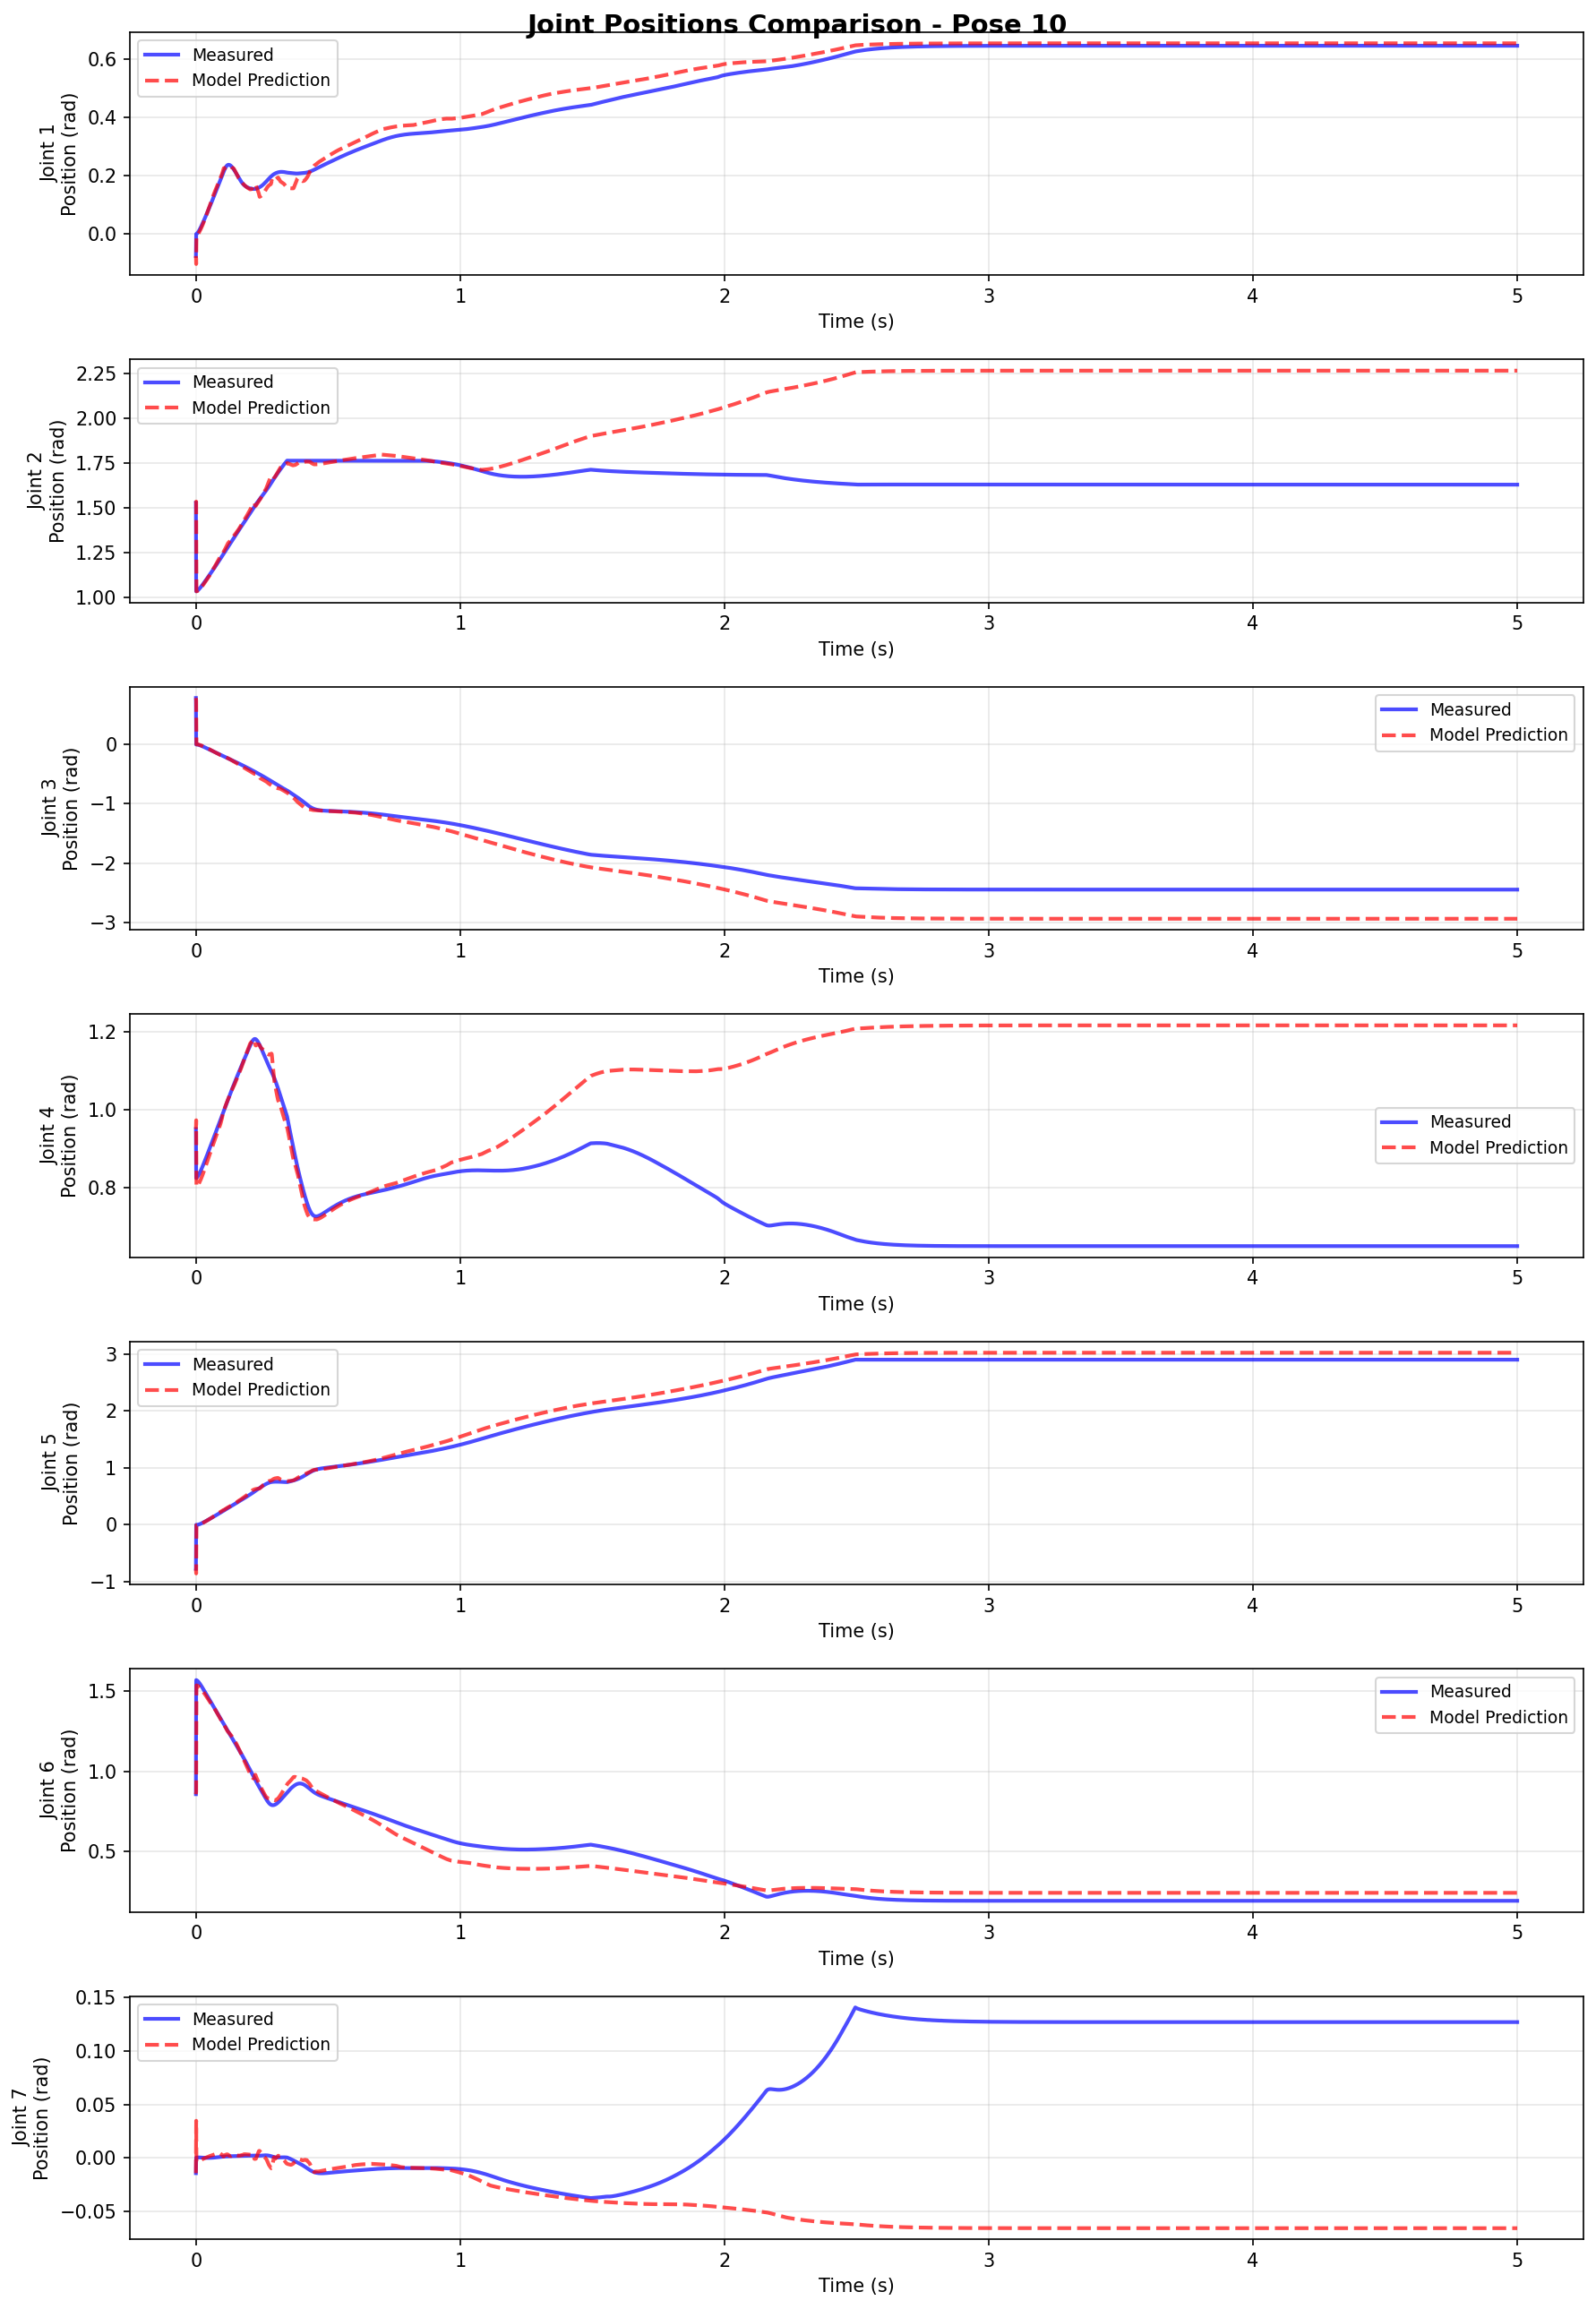 Joint Positions Comparison - Pose 10
Measured
Model Prediction
Joint 1
Position (rad)
0.6
0.4
0.2
0.0
0 1 2 3 4 5
Time (s)
Measured
Model Prediction
Joint 2
Position (rad)
2.25
2.00
1.75
1.50
1.25
1.00
0 1 2 3 4 5
Time (s)
Measured
Model Prediction
Joint 3
Position (rad)
0
−1
−2
−3
0 1 2 3 4 5
Time (s)
Measured
Model Prediction
Joint 4
Position (rad)
1.2
1.0
0.8
0 1 2 3 4 5
Time (s)
Measured
Model Prediction
Joint 5
Position (rad)
3
2
1
0
−1
0 1 2 3 4 5
Time (s)
Measured
Model Prediction
Joint 6
Position (rad)
1.5
1.0
0.5
0 1 2 3 4 5
Time (s)
Measured
Model Prediction
Joint 7
Position (rad)
0.15
0.10
0.05
0.00
−0.05
0 1 2 3 4 5
Time (s)